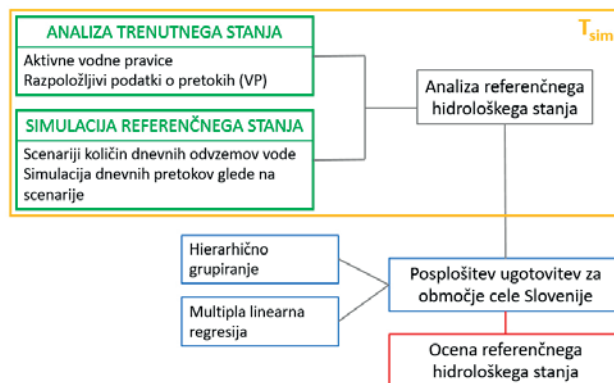 T_sim
ANALIZA TRENUTNEGA STANJA
Aktivne vodne pravice
Razpoložljivi podatki o pretokih (VP)
SIMULACIJA REFERENČNEGA STANJA
Scenariji količin dnevnih odvzemov vode
Simulacija dnevnih pretokov glede na
scenarije
Analiza referenčnega
hidrološkega stanja
Hierarhično
grupiranje
Multipla linearna
regresija
Posplošitev ugotovitev za
območje cele Slovenije
Ocena referenčnega
hidrološkega stanja